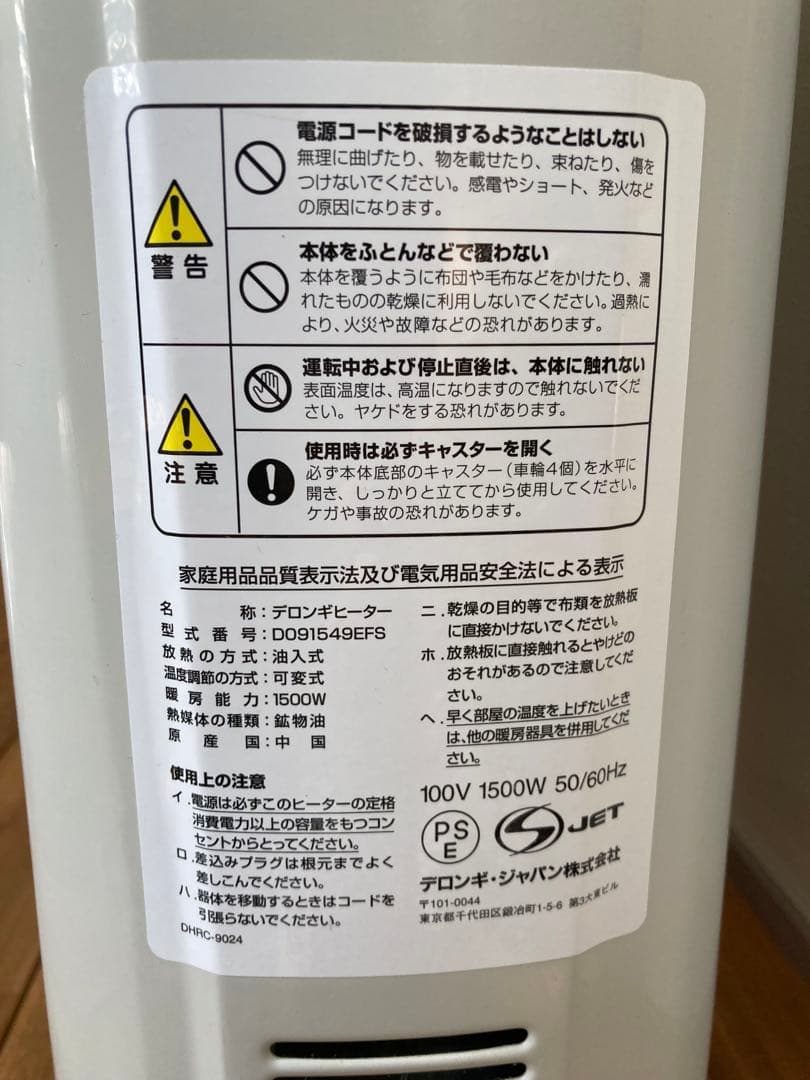 警告
電源コードを破損するようなことはしない
無理に曲げたり、物を載せたり、束ねたり、傷を
つけないでください。感電やショート、発火など
の原因になります。
本体をふとんなどで覆わない
本体を覆うように布団や毛布などをかけたり、濡
れたものの乾燥に利用しないでください。過熱に
より、火災や故障などの恐れがあります。
注意
運転中および停止直後は、本体に触れない
表面温度は、高温になりますので触れないでくだ
さい。ヤケドをする恐れがあります。
使用時は必ずキャスターを開く
必ず本体底部のキャスター(車輪4個)を水平に
開き、しっかりと立ててから使用してください。
ケガや事故の恐れがあります。
家庭用品品質表示法及び電気用品安全法による表示
名称:デロンギヒーター
型式番号:D091549EFS
放熱の方式:油入式
温度調節の方式:可変式
暖房能力:1500W
熱媒体の種類:鉱物油
原産国:中国
使用上の注意
イ.電源は必ずこのヒーターの定格
消費電力以上の容量をもつコン
セントからとってください。
ロ.差込みプラグは根元までよく
差しこんでください。
ハ.器体を移動するときはコードを
引張らないでください。
DHRC-9024
ニ.乾燥の目的等で布類を放熱板
に直接かけないでください。
ホ.放熱板に直接触れるとやけどの
おそれがあるので注意してくだ
さい。
ヘ.早く部屋の温度を上げたいとき
は、他の暖房器具を併用してくだ
さい。
100V 1500W 50/60Hz
PS
E
JET
デロンギ・ジャパン株式会社
〒101-0044
東京都千代田区鍛冶町1-5-6 第3大東ビル